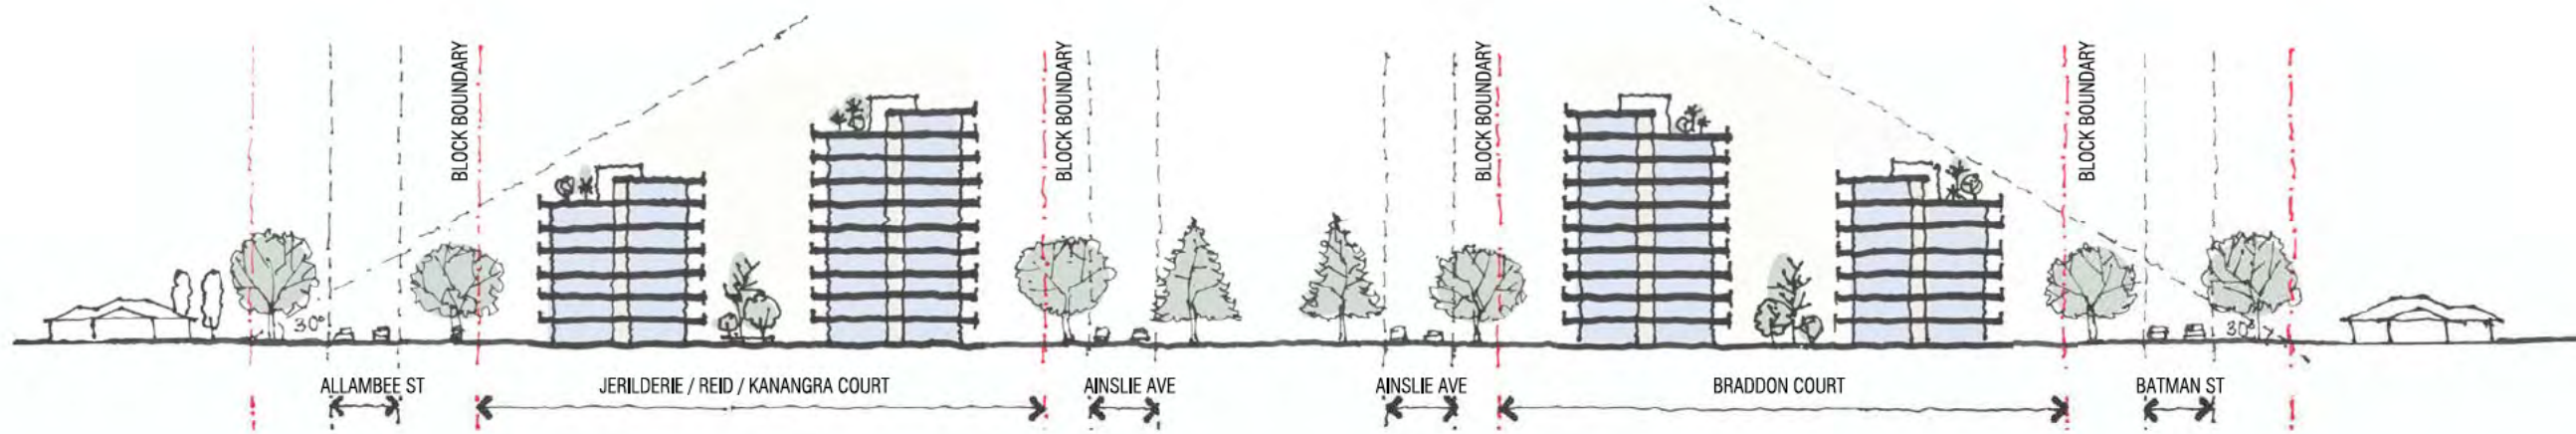 BLOCK BOUNDARY
BLOCK BOUNDARY
BLOCK BOUNDARY
BLOCK BOUNDARY
30°
30°
ALLAMBEE ST
JERILDERIE / REID / KANANGRA COURT
AINSLIE AVE
AINSLIE AVE
BRADDON COURT
BATMAN ST